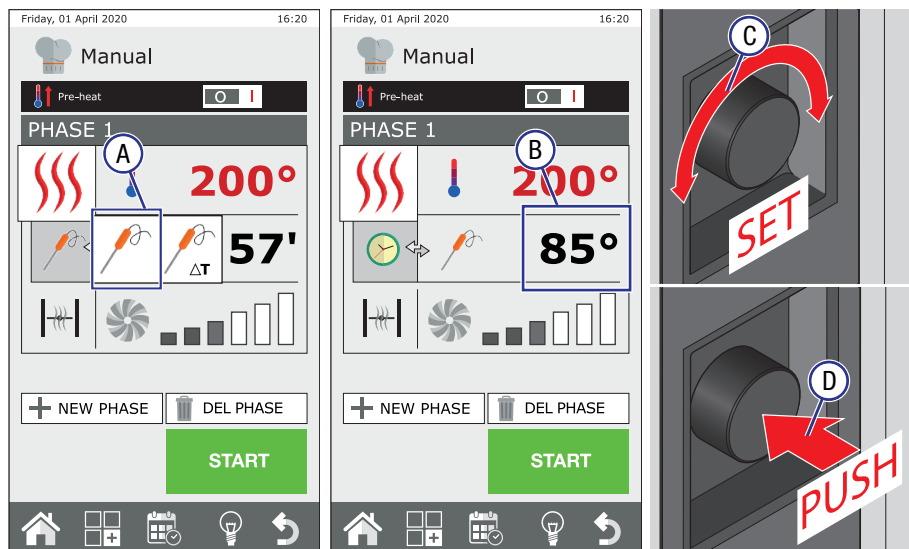 Friday, 01 April 2020 16:20
Manual
Pre-heat O I
PHASE 1
A
200°
57'
ΔT
+ NEW PHASE
DEL PHASE
START
Friday, 01 April 2020 16:20
Manual
Pre-heat O I
PHASE 1
B
200°
85°
+ NEW PHASE
DEL PHASE
START
C
SET
D
PUSH